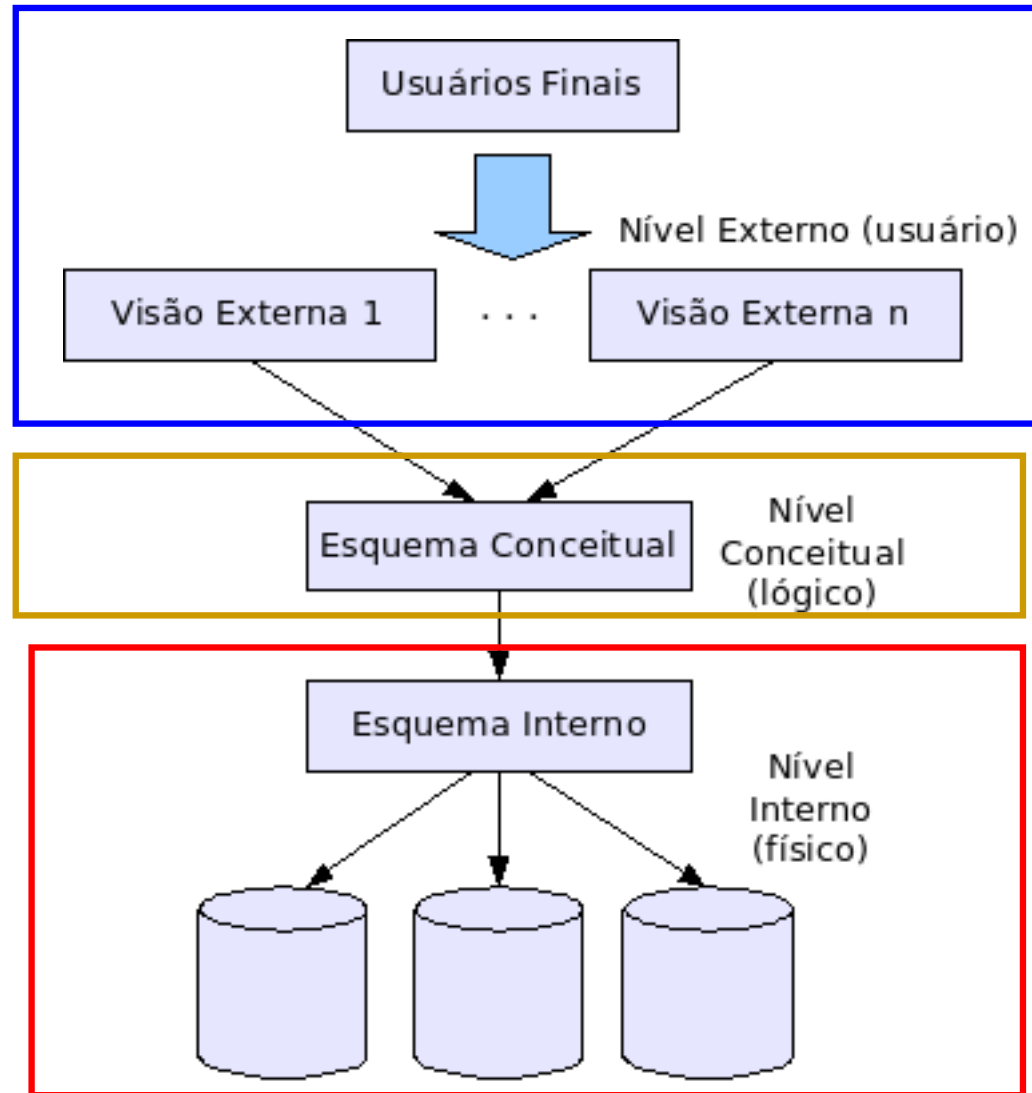 Usuários Finais
Nível Externo (usuário)
Visão Externa 1
. . .
Visão Externa n
Esquema Conceitual
Nível
Conceitual
(lógico)
Esquema Interno
Nível
Interno
(físico)